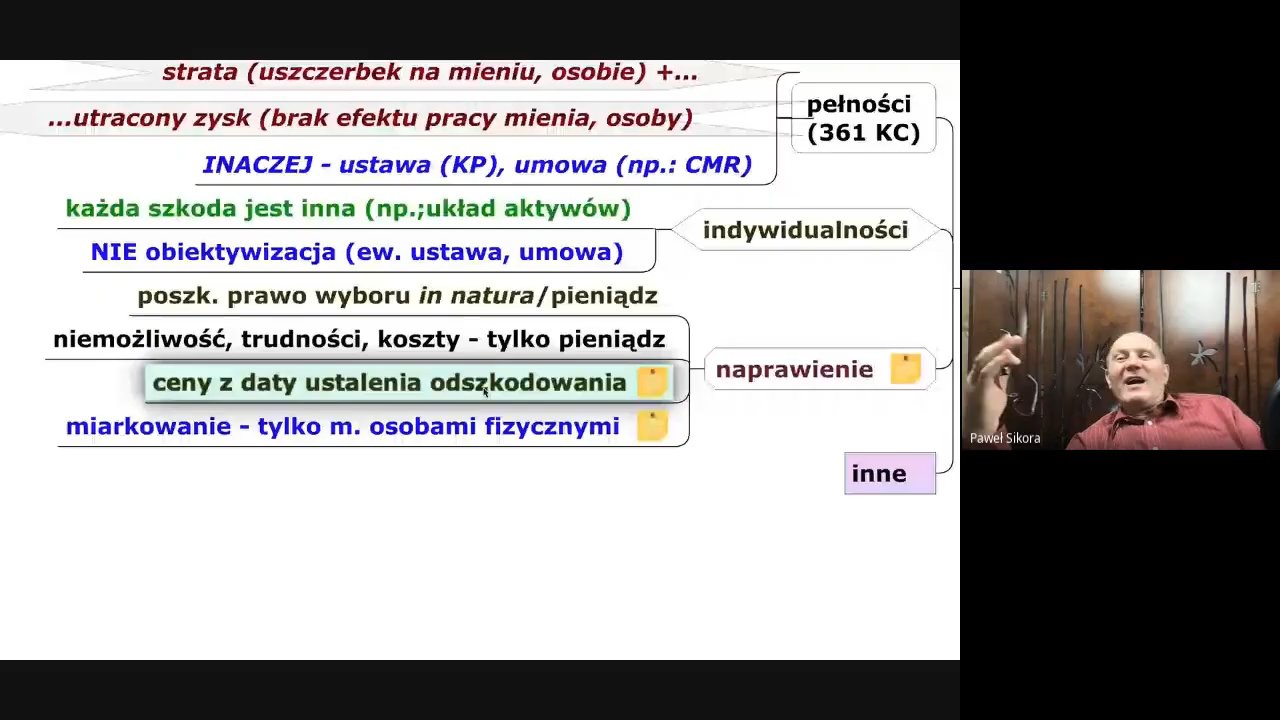 strata (uszczerbek na mieniu, osobie) +...
...utracony zysk (brak efektu pracy mienia, osoby)
INACZEJ - ustawa (KP), umowa (np.: CMR)
pełności
(361 KC)
każda szkoda jest inna (np.;układ aktywów)
NIE obiektywizacja (ew. ustawa, umowa)
indywidualności
poszk. prawo wyboru in natura/pieniądz
niemożliwość, trudności, koszty - tylko pieniądz
ceny z daty ustalenia odszkodowania
miarkowanie - tylko m. osobami fizycznymi
naprawienie
inne
Paweł Sikora